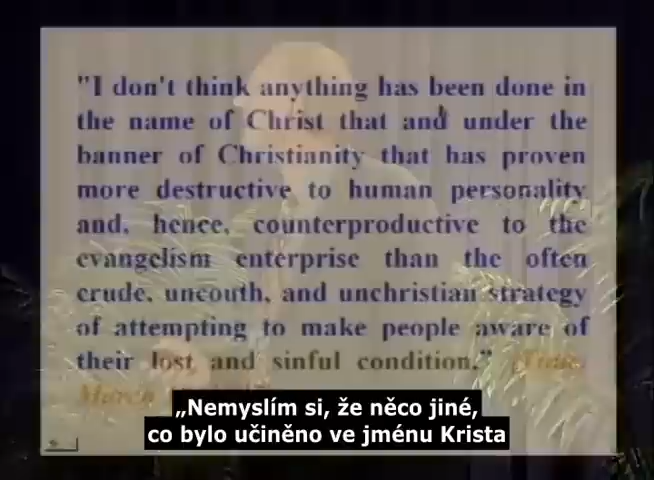 "I don't think anything has been done in
the name of Christ that and under the
banner of Christianity that has proven
more destructive to human personality
and, hence, counterproductive to the
evangelism enterprise than the often
crude, uncouth, and unchristian strategy
of attempting to make people aware of
their lost and sinful condition."
„Nemyslím si, že něco jiné,
co bylo učiněno ve jménu Krista